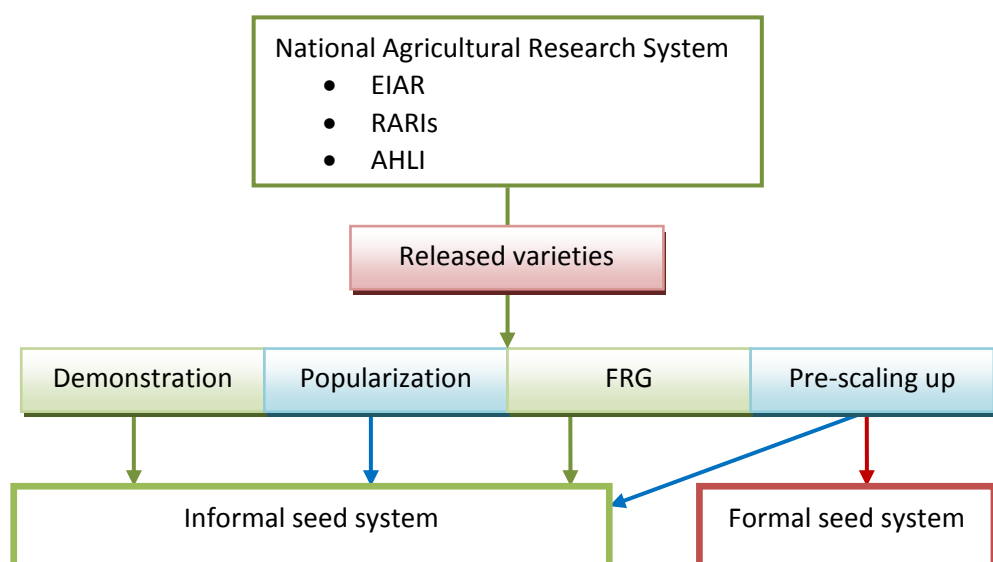 National Agricultural Research System
• EIAR
• RARIs
• AHLI
Released varieties
Demonstration
Popularization
FRG
Pre-scaling up
Informal seed system
Formal seed system